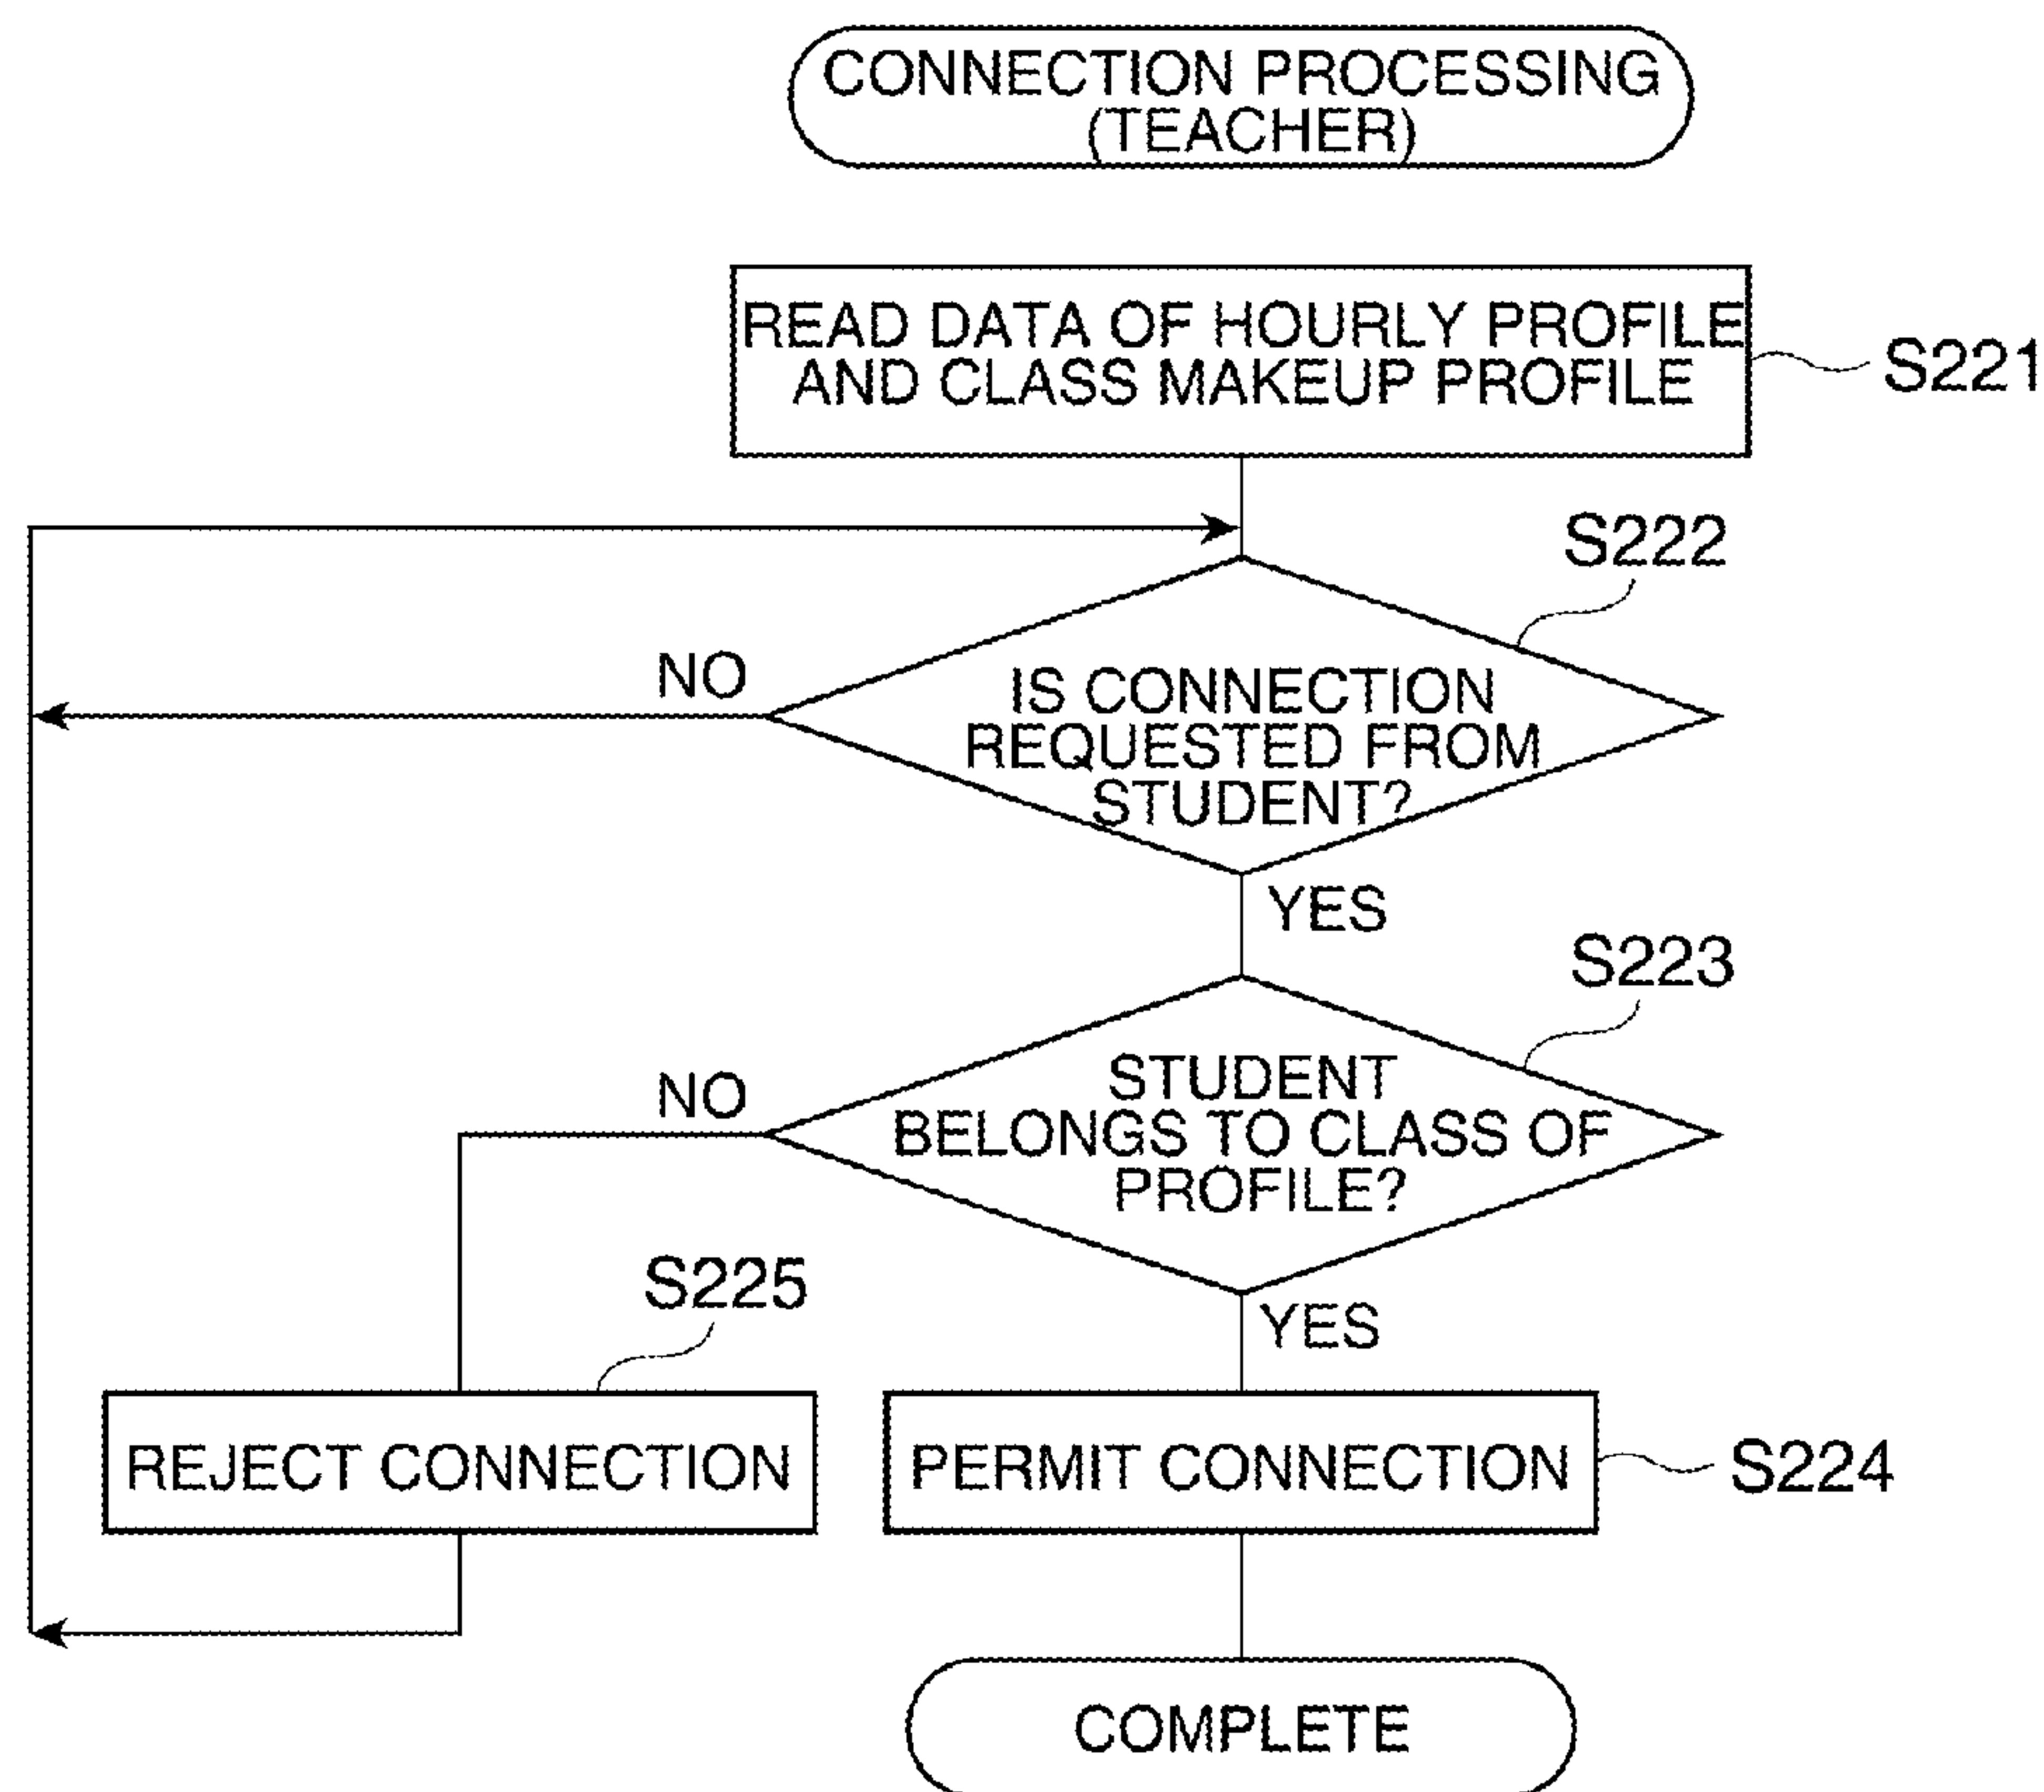 CONNECTION PROCESSING
(TEACHER)
READ DATA OF HOURLY PROFILE
AND CLASS MAKEUP PROFILE
S221
S222
NO
IS CONNECTION
REQUESTED FROM
STUDENT?
YES
S223
NO
STUDENT
BELONGS TO CLASS OF
PROFILE?
S225
YES
REJECT CONNECTION
PERMIT CONNECTION
S224
COMPLETE